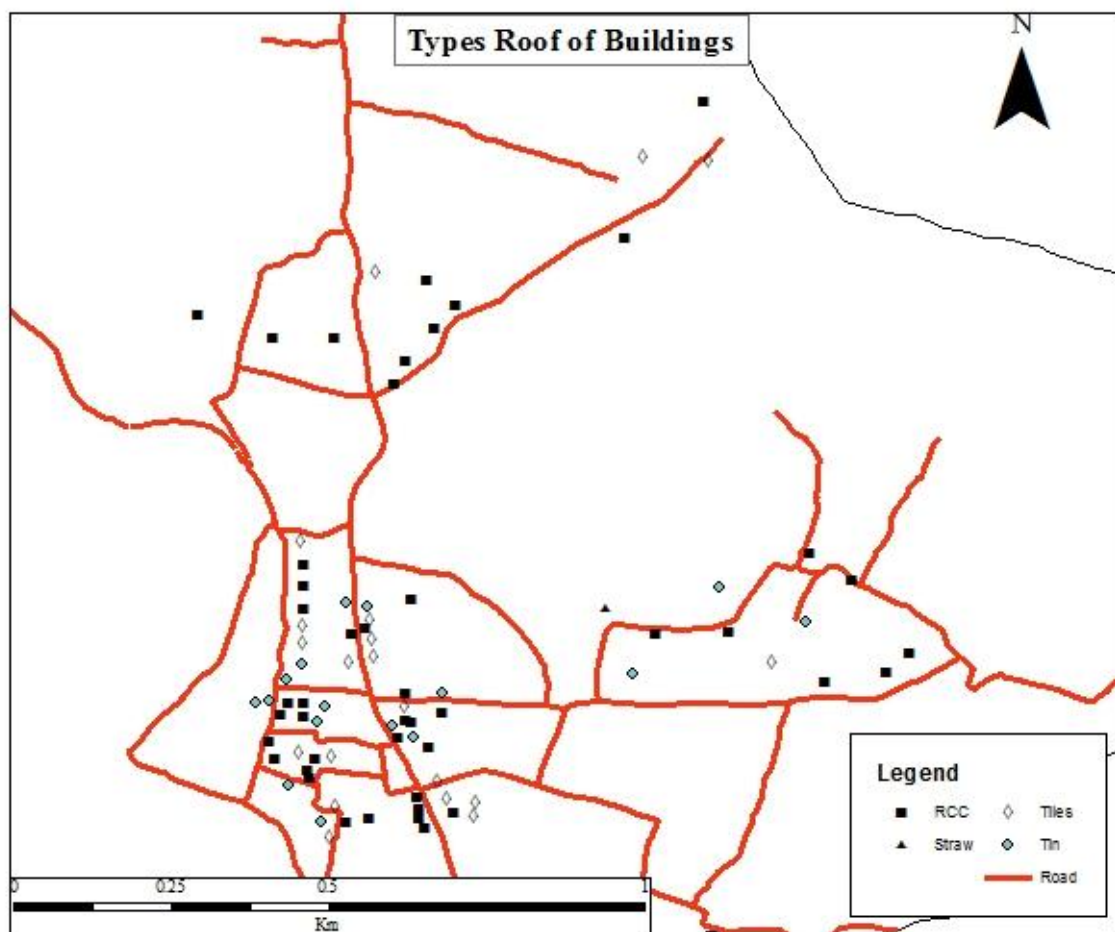 Types Roof of Buildings
N
Legend
RCC Tiles
Straw Tin
Road
0 0.25 0.5 1
Km